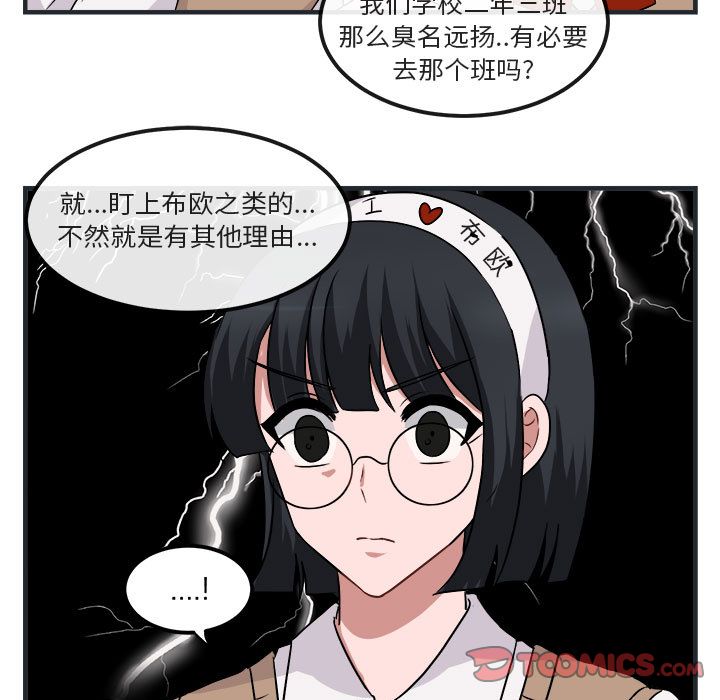 我们学校二年三班
那么臭名远扬..有必要
去那个班吗?
就...盯上布欧之类的...
不然就是有其他理由...
工 ♥ 布欧
....!
TOOMICS.COM